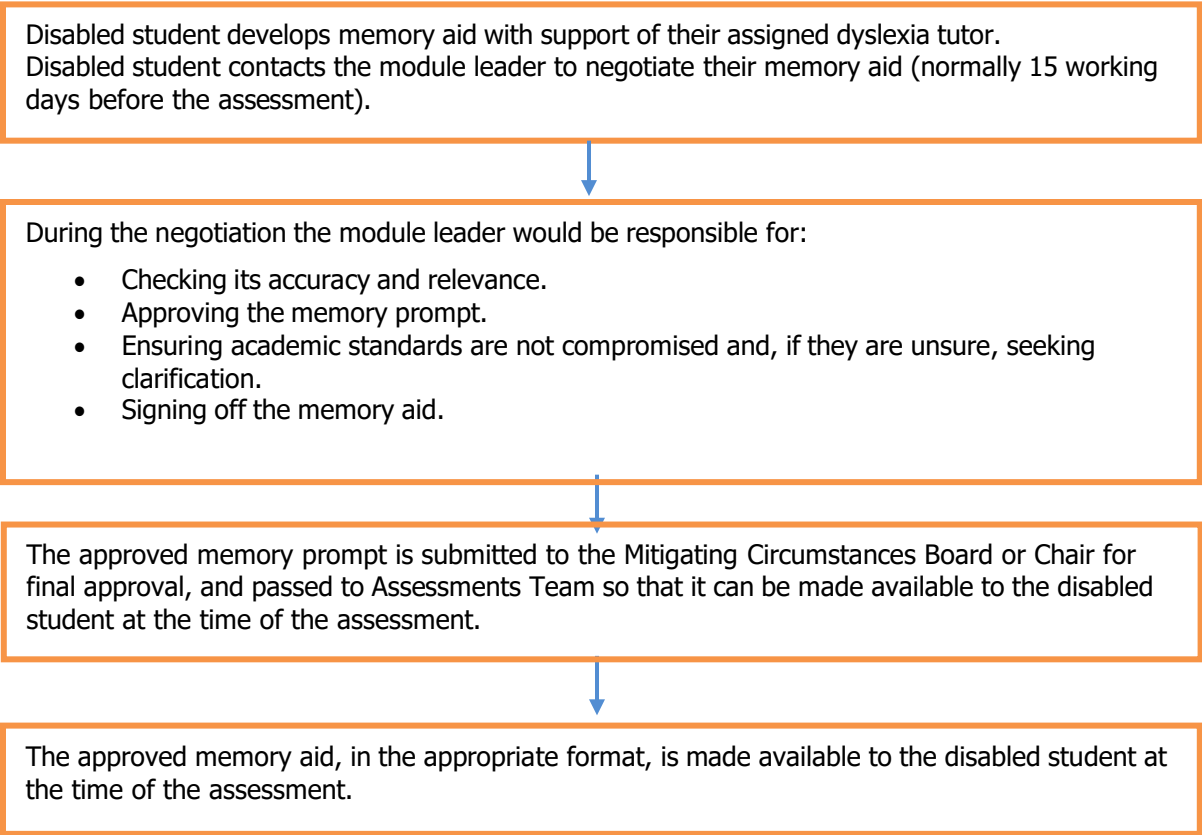 Disabled student develops memory aid with support of their assigned dyslexia tutor.
Disabled student contacts the module leader to negotiate their memory aid (normally 15 working
days before the assessment).
During the negotiation the module leader would be responsible for:
• Checking its accuracy and relevance.
• Approving the memory prompt.
• Ensuring academic standards are not compromised and, if they are unsure, seeking
clarification.
• Signing off the memory aid.
The approved memory prompt is submitted to the Mitigating Circumstances Board or Chair for
final approval, and passed to Assessments Team so that it can be made available to the disabled
student at the time of the assessment.
The approved memory aid, in the appropriate format, is made available to the disabled student at
the time of the assessment.